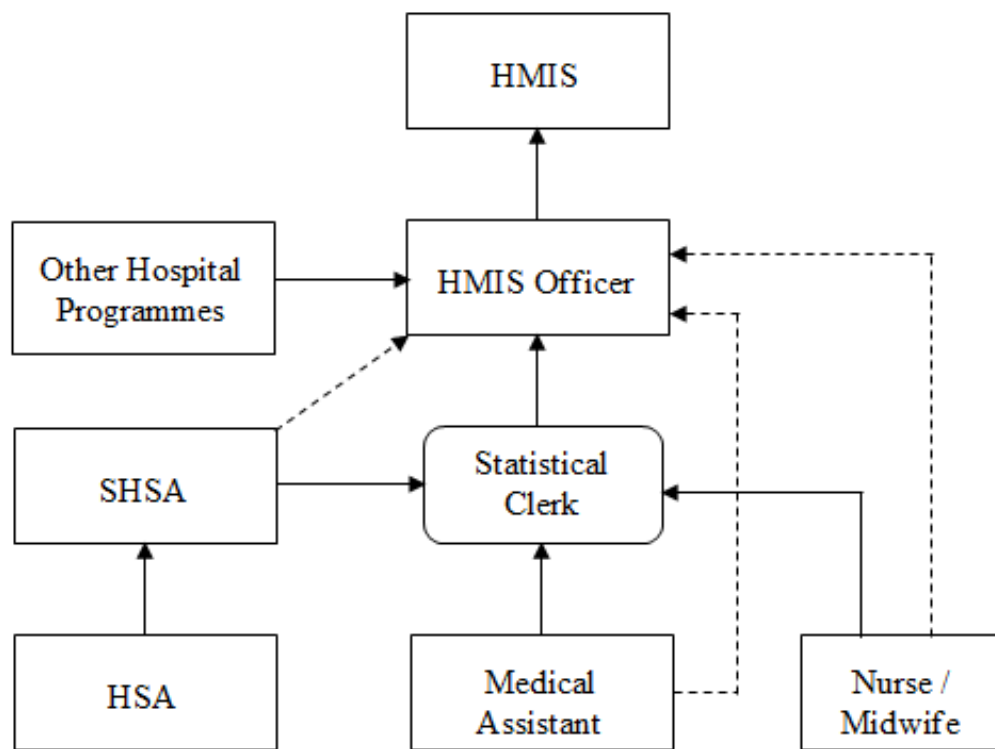 HMIS
Other Hospital
Programmes
HMIS Officer
SHSA
Statistical
Clerk
HSA
Medical
Assistant
Nurse /
Midwife